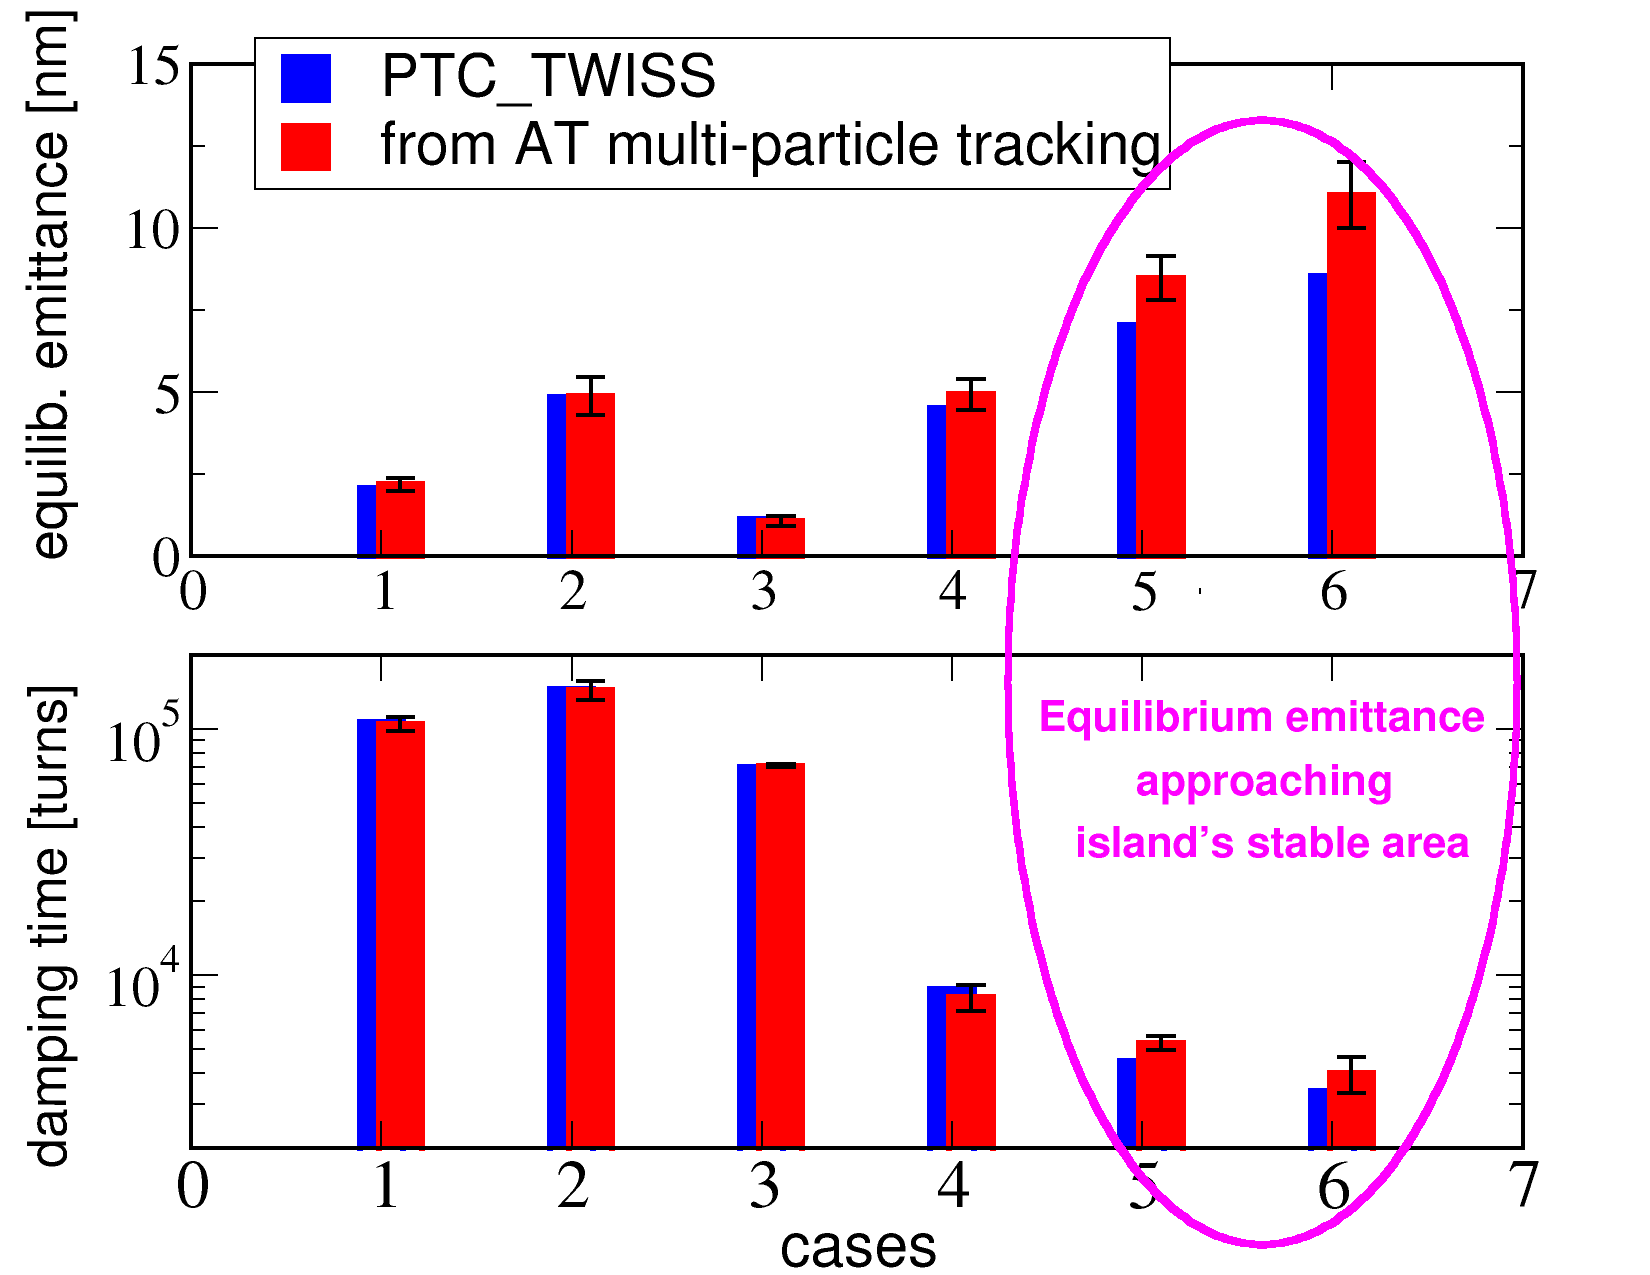 equilib. emittance [nm]
15
10
5
0
PTC_TWISS
from AT multi-particle tracking
0 1 2 3 4 5 6 7
damping time [turns]
10^5
10^4
Equilibrium emittance
approaching
island's stable area
0 1 2 3 4 5 6 7
cases